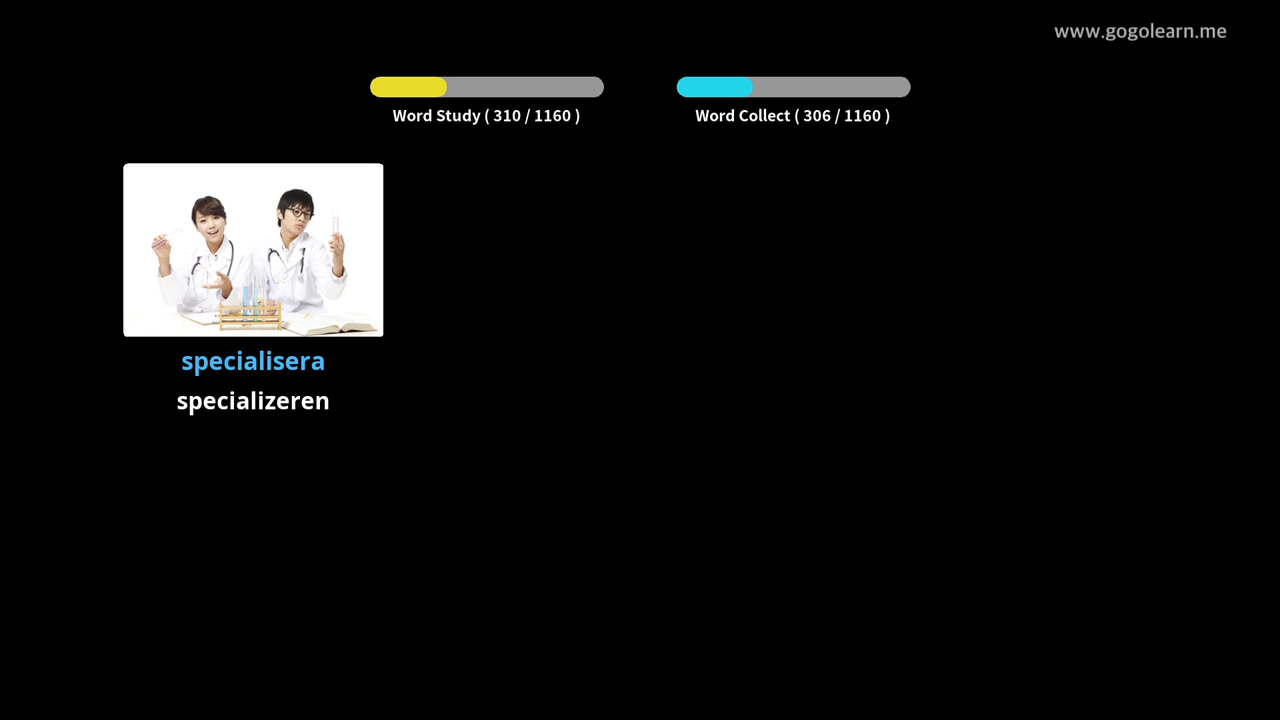 www.gogolearn.me
Word Study ( 310 / 1160 )
Word Collect ( 306 / 1160 )
specialisera
specializeren